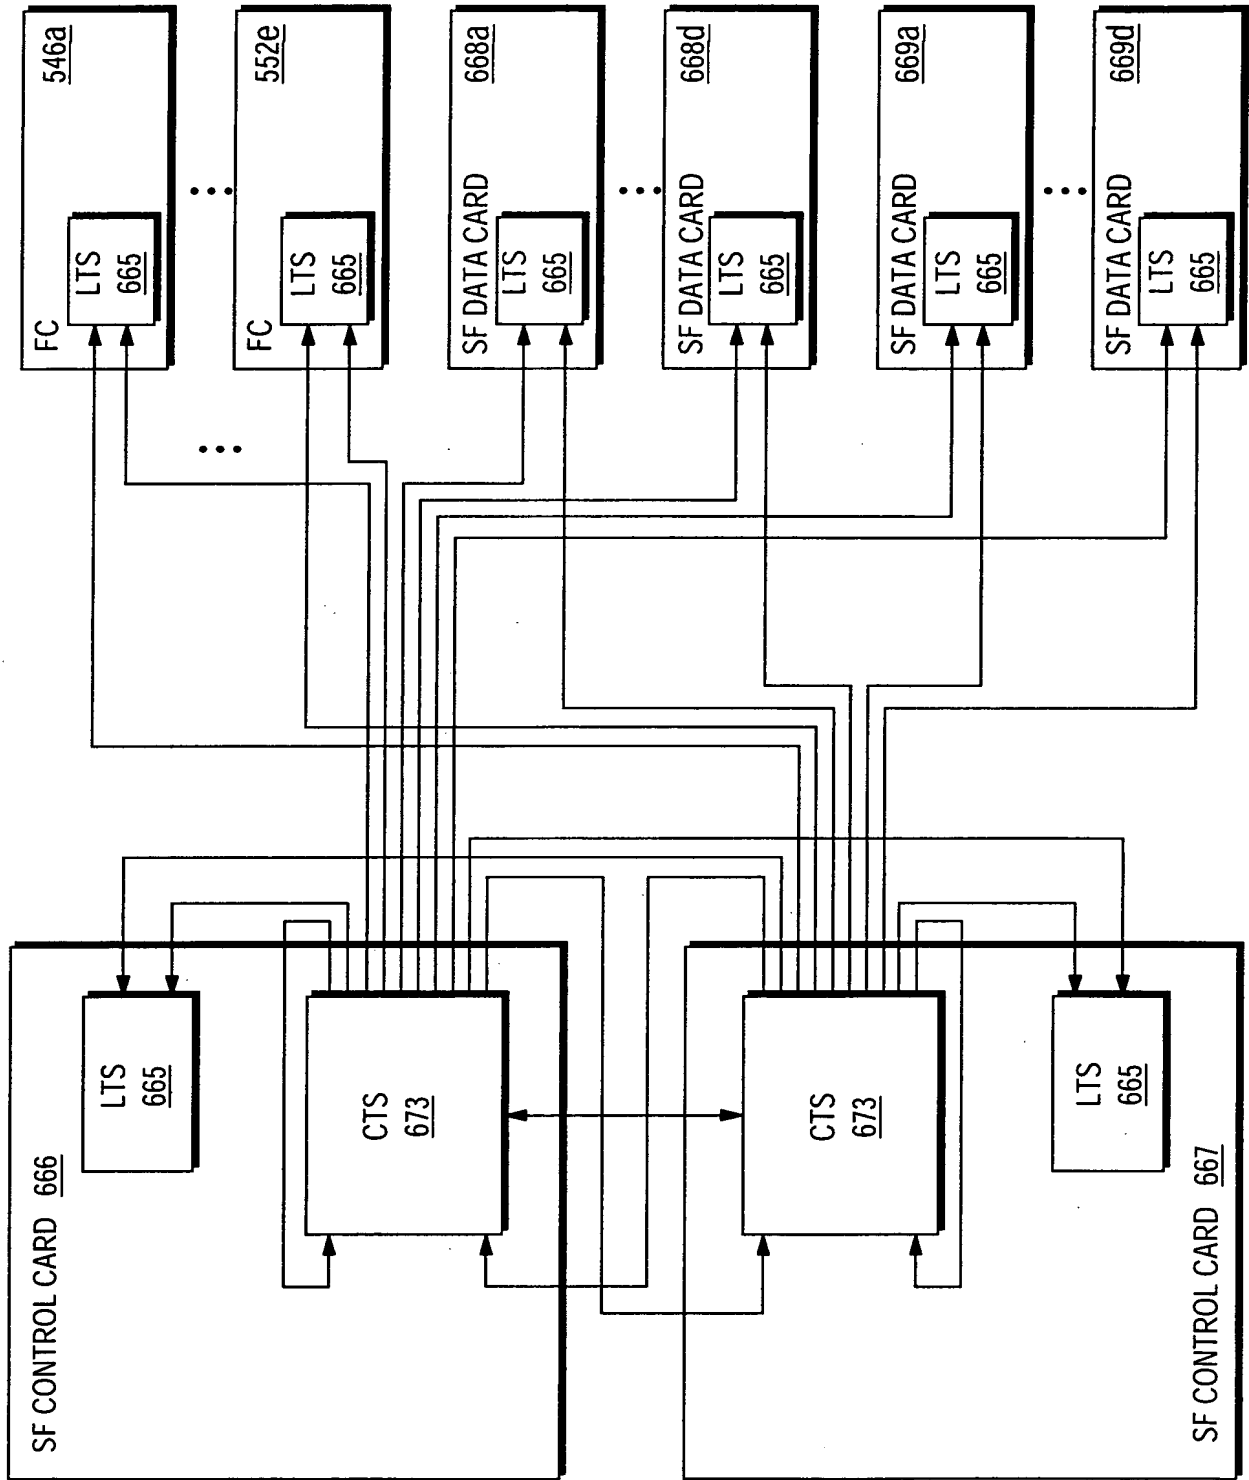 SF CONTROL CARD 666
LTS
665
CTS
673
SF CONTROL CARD 667
CTS
673
LTS
665
546a
FC
LTS
665
552e
FC
LTS
665
668a
SF DATA CARD
LTS
665
668d
SF DATA CARD
LTS
665
669a
SF DATA CARD
LTS
665
669d
SF DATA CARD
LTS
665